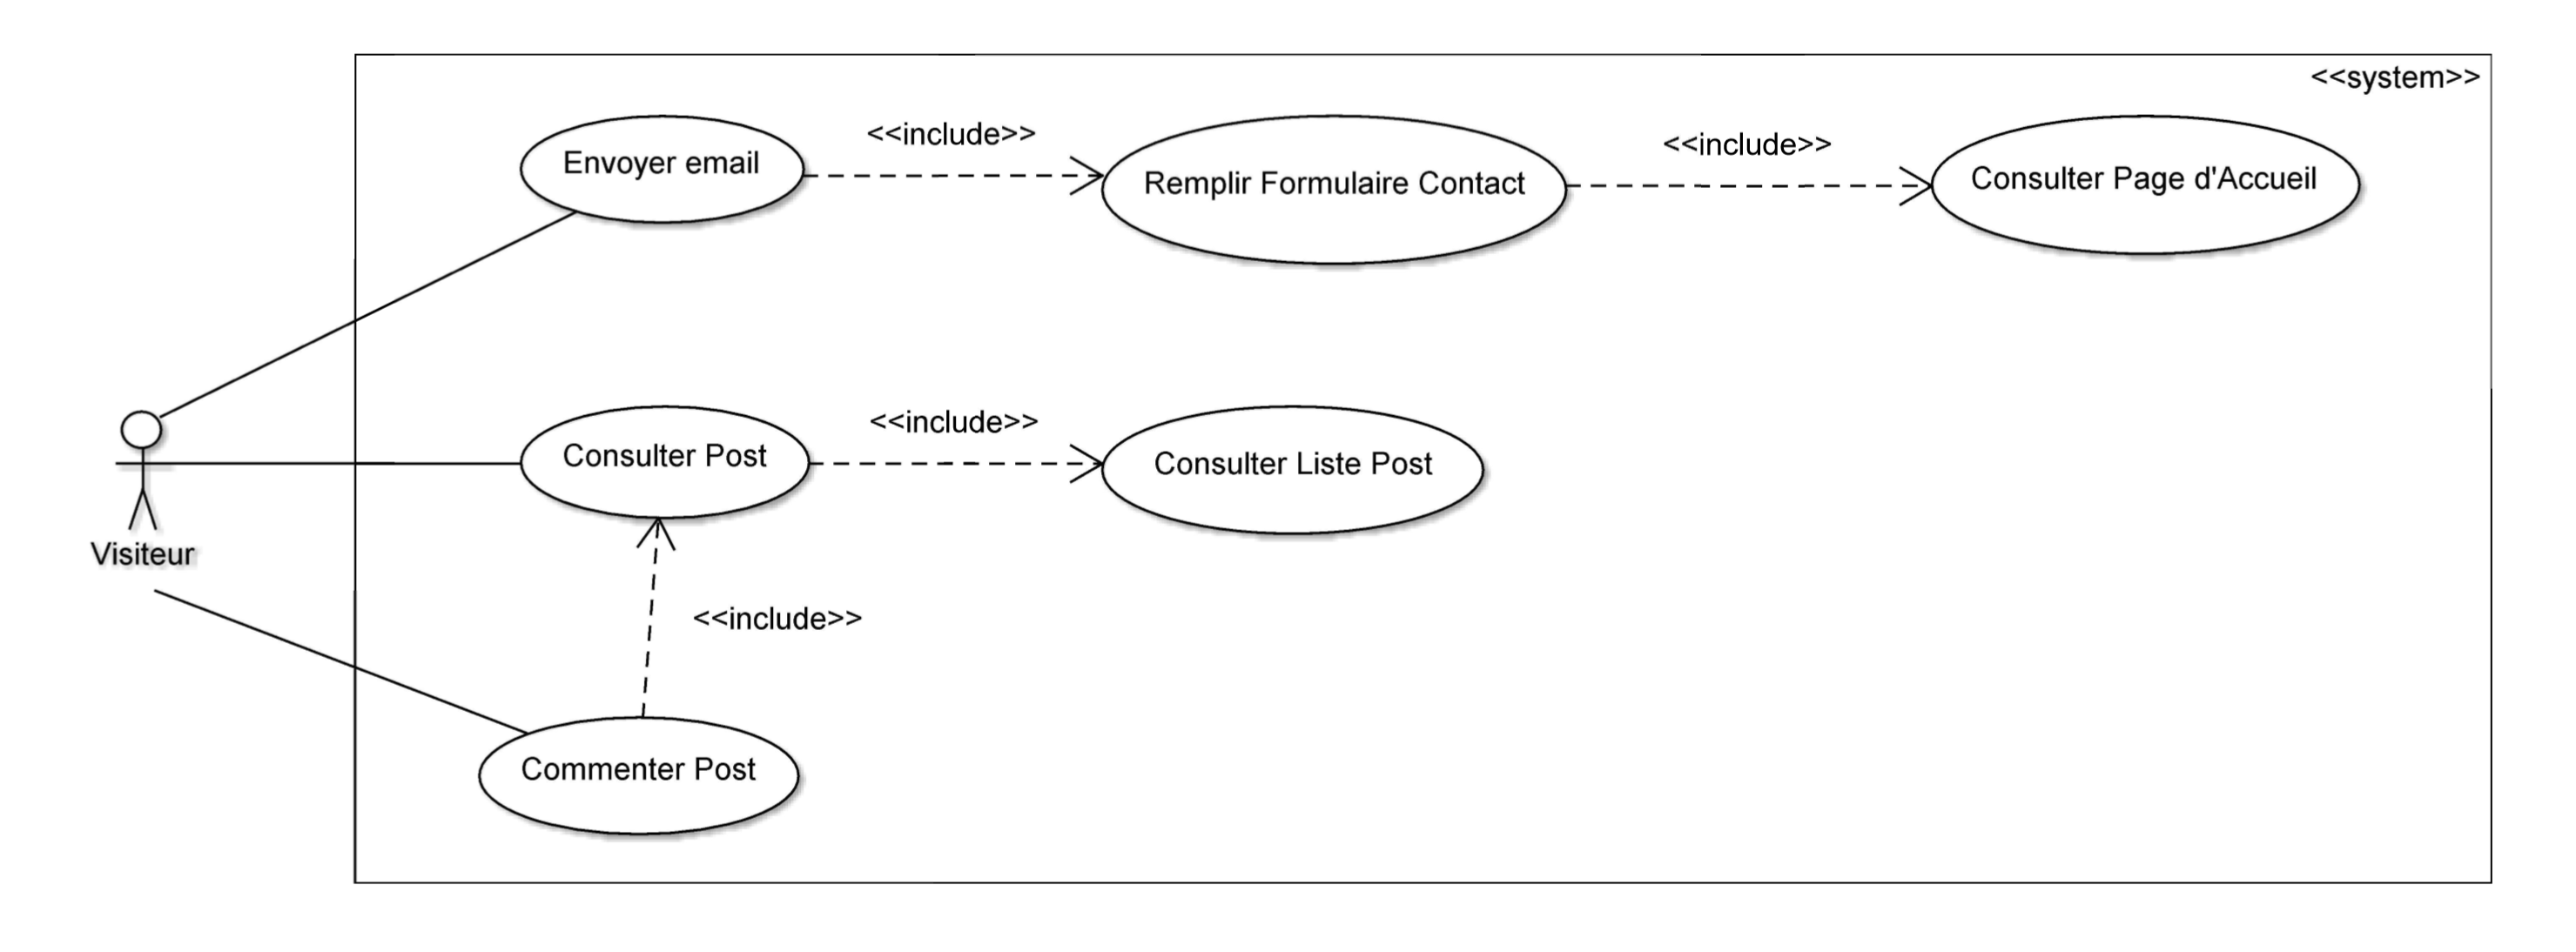 <<system>>
Envoyer email
<<include>>
Remplir Formulaire Contact
<<include>>
Consulter Page d'Accueil
Consulter Post
<<include>>
Consulter Liste Post
Visiteur
<<include>>
Commenter Post